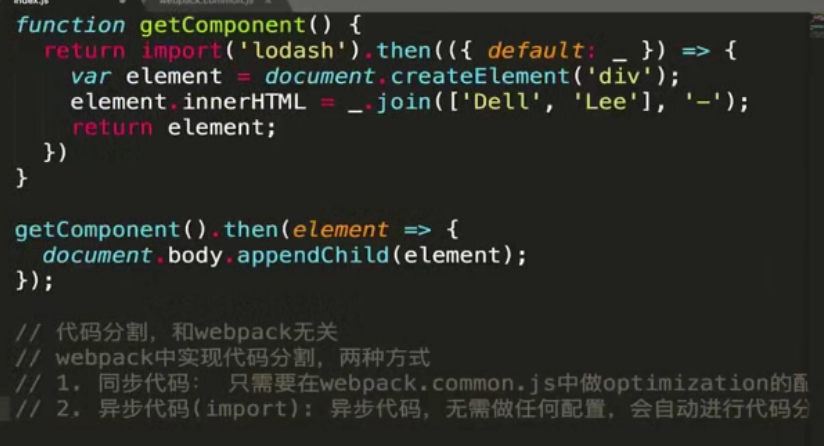 index.js webpack.common.js
function getComponent() {
return import('lodash').then(({ default: _ }) => {
var element = document.createElement('div');
element.innerHTML = _.join(['Dell', 'Lee'], '-');
return element;
})
}
getComponent().then(element => {
document.body.appendChild(element);
});
// 代码分割，和webpack无关
// webpack中实现代码分割，两种方式
// 1. 同步代码： 只需要在webpack.common.js中做optimization的配
// 2. 异步代码(import): 异步代码，无需做任何配置，会自动进行代码分